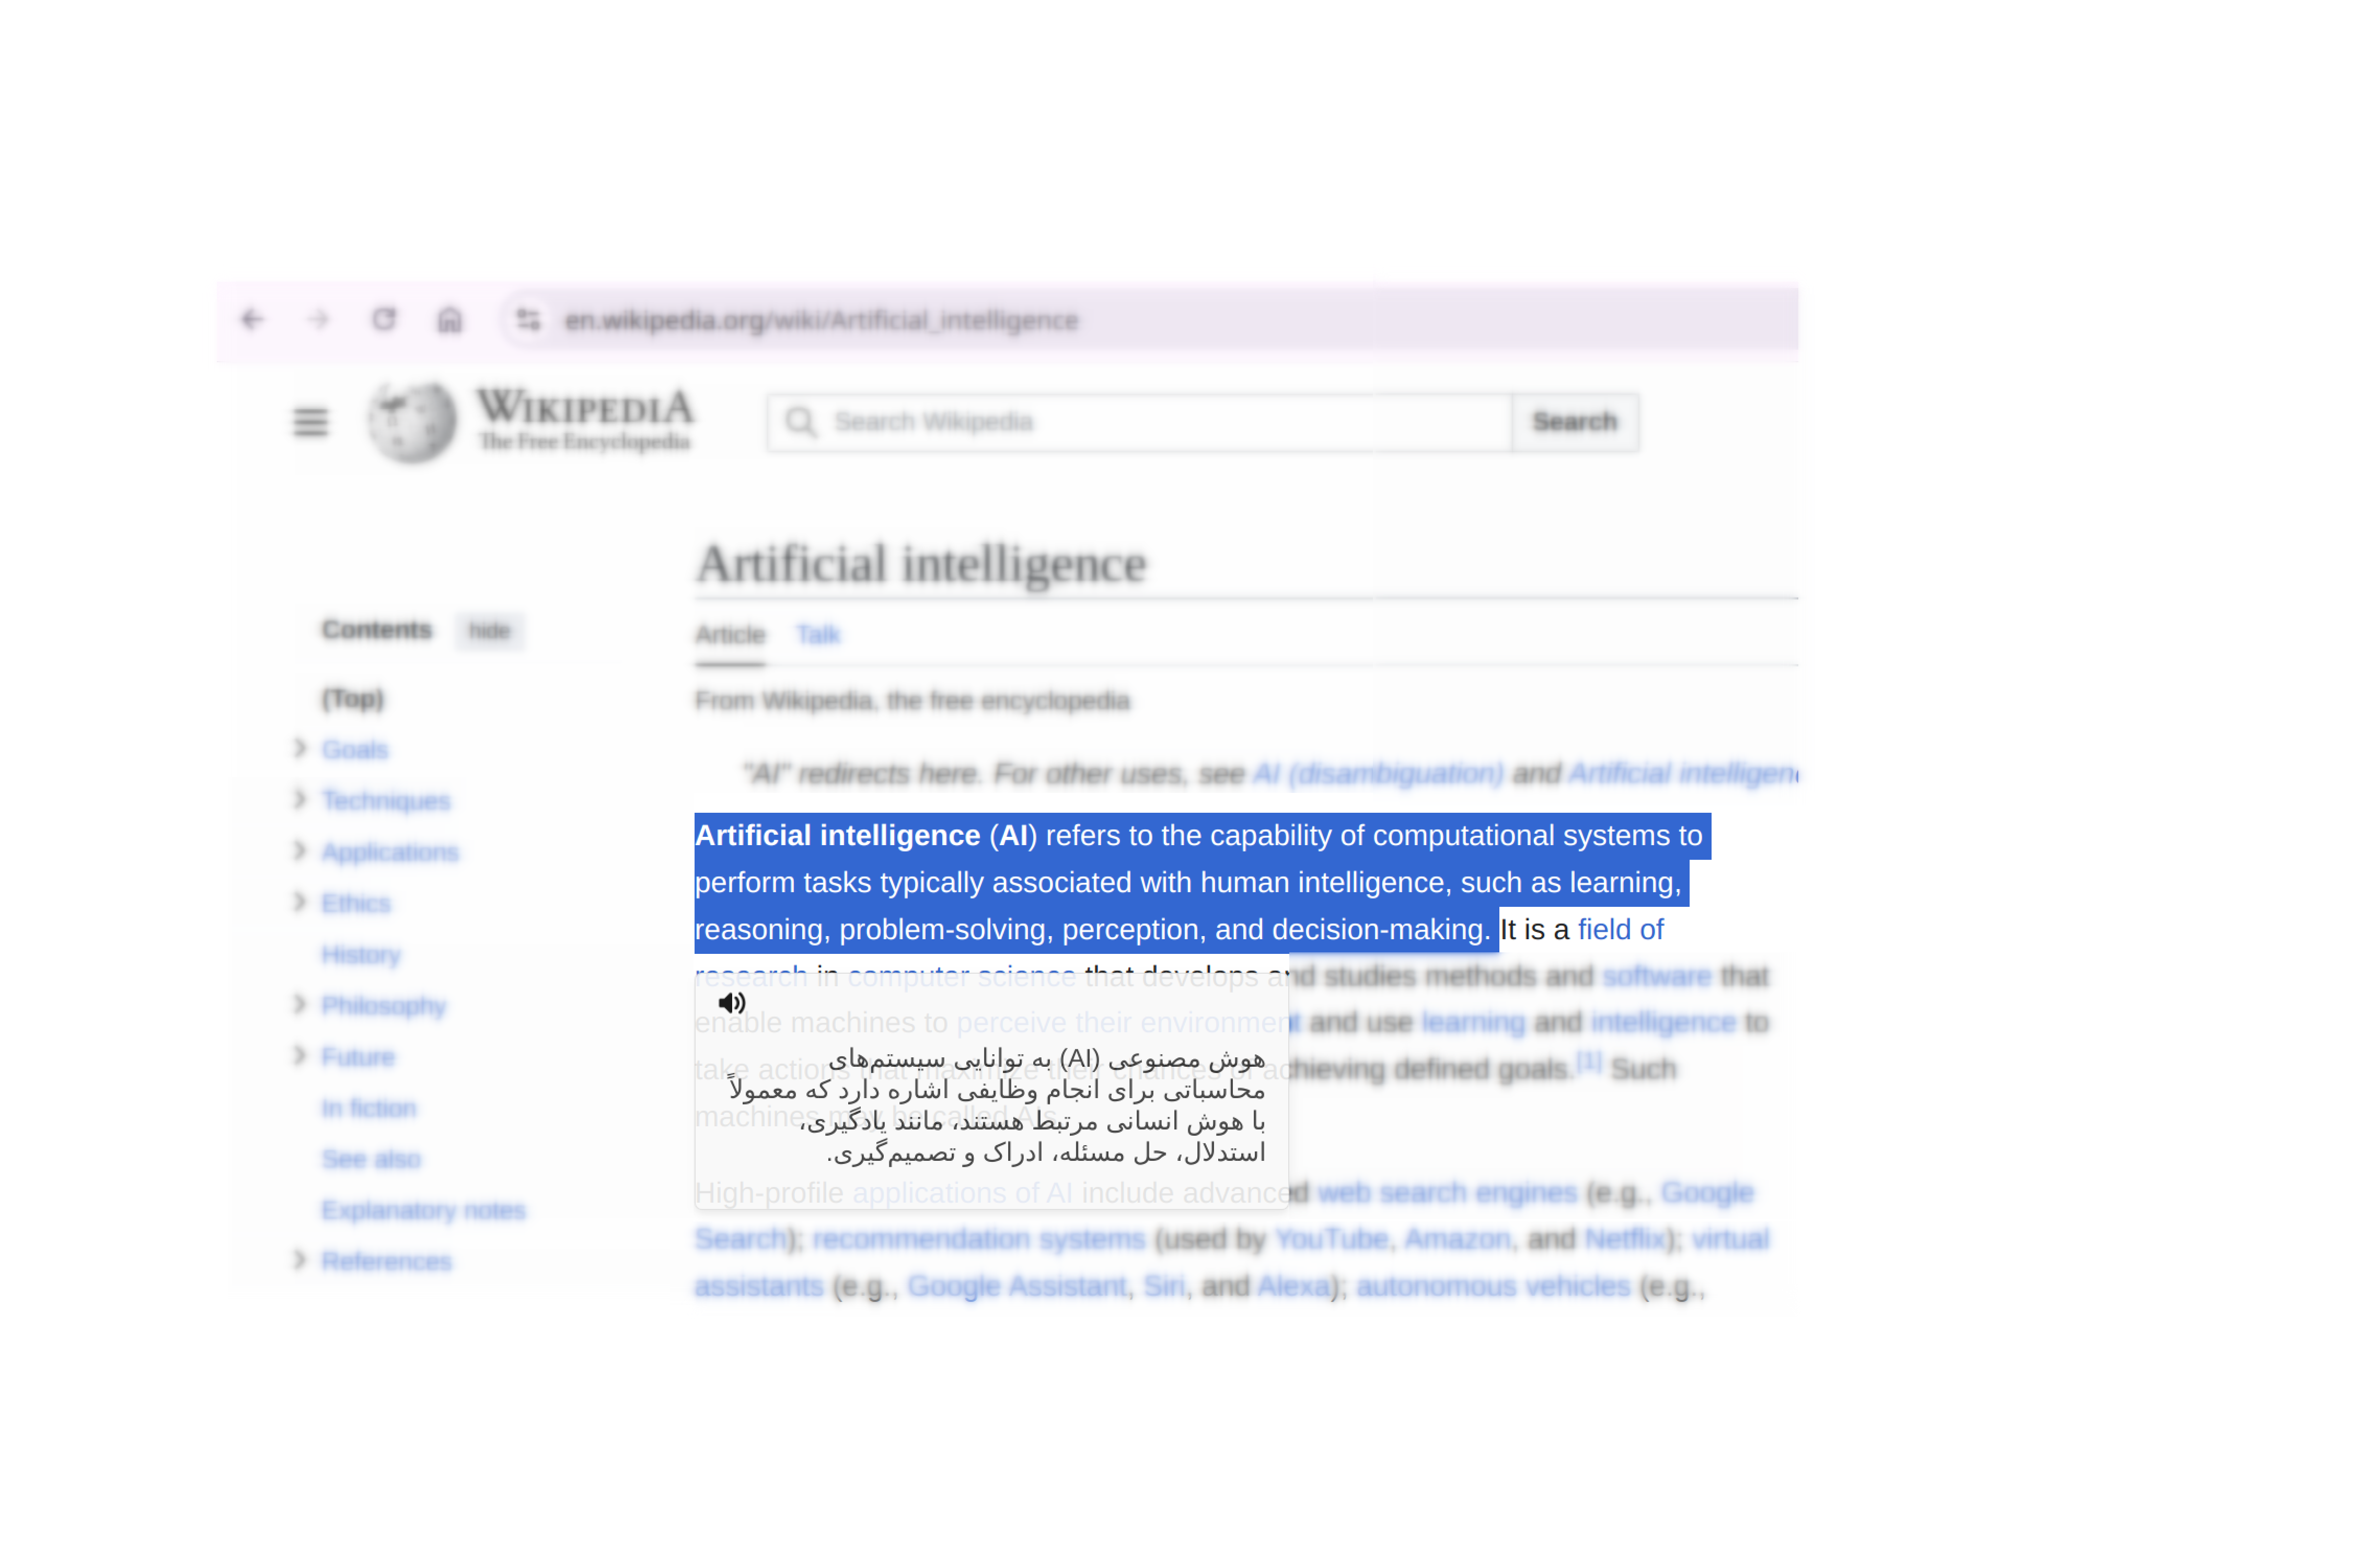 en.wikipedia.org/wiki/Artificial_intelligence
WIKIPEDIA
The Free Encyclopedia
Search Wikipedia
Search
Artificial intelligence
Contents hide
Article Talk
(Top)
From Wikipedia, the free encyclopedia
Goals
"AI" redirects here. For other uses, see AI (disambiguation) and Artificial
Techniques
Applications
Ethics
History
Philosophy
Future
In fiction
See also
Explanatory notes
References
Artificial intelligence (AI) refers to the capability of computational systems to
perform tasks typically associated with human intelligence, such as learning,
reasoning, problem-solving, perception, and decision-making. It is a field of
research in computer science that develops and studies methods and software that
enable machines to perceive their environment and use learning and intelligence to
take actions that maximize their chances of achieving defined goals.[1] Such
machines may be called AIs.
هوش مصنوعی (AI) به توانایی سیستم‌های
محاسباتی برای انجام وظایفی اشاره دارد که معمولاً
با هوش انسانی مرتبط هستند، مانند یادگیری،
استدلال، حل مسئله، ادراک و تصمیم‌گیری.
High-profile applications of AI include advanced web search engines (e.g., Google
Search); recommendation systems (used by YouTube, Amazon, and Netflix); virtual
assistants (e.g., Google Assistant, Siri, and Alexa); autonomous vehicles (e.g.,